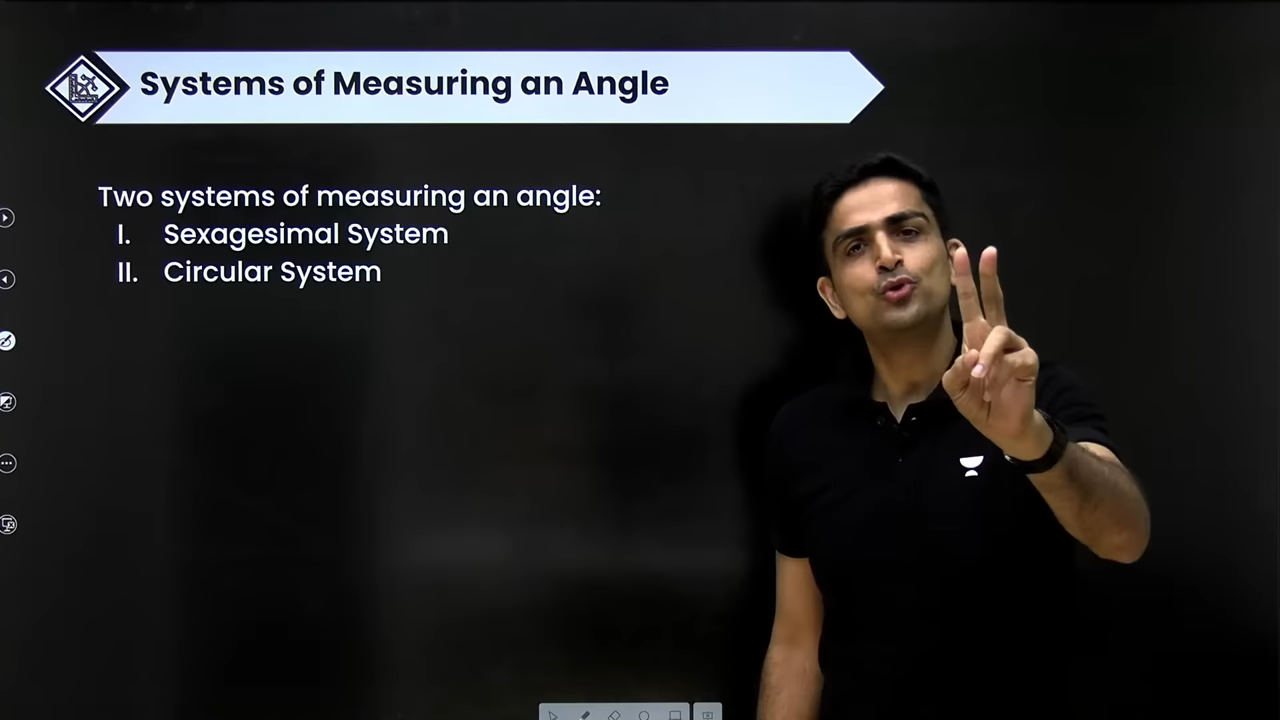 Systems of Measuring an Angle
Two systems of measuring an angle:
I. Sexagesimal System
II. Circular System